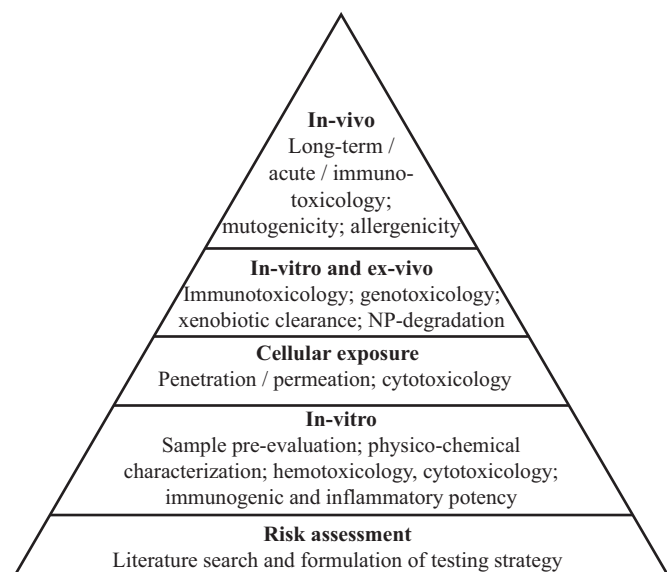 In-vivo
Long-term /
acute / immuno-
toxicology;
mutogenicity; allergenicity
In-vitro and ex-vivo
Immunotoxicology; genotoxicology;
xenobiotic clearance; NP-degradation
Cellular exposure
Penetration / permeation; cytotoxicology
In-vitro
Sample pre-evaluation; physico-chemical
characterization; hemotoxicology, cytotoxicology;
immunogenic and inflammatory potency
Risk assessment
Literature search and formulation of testing strategy